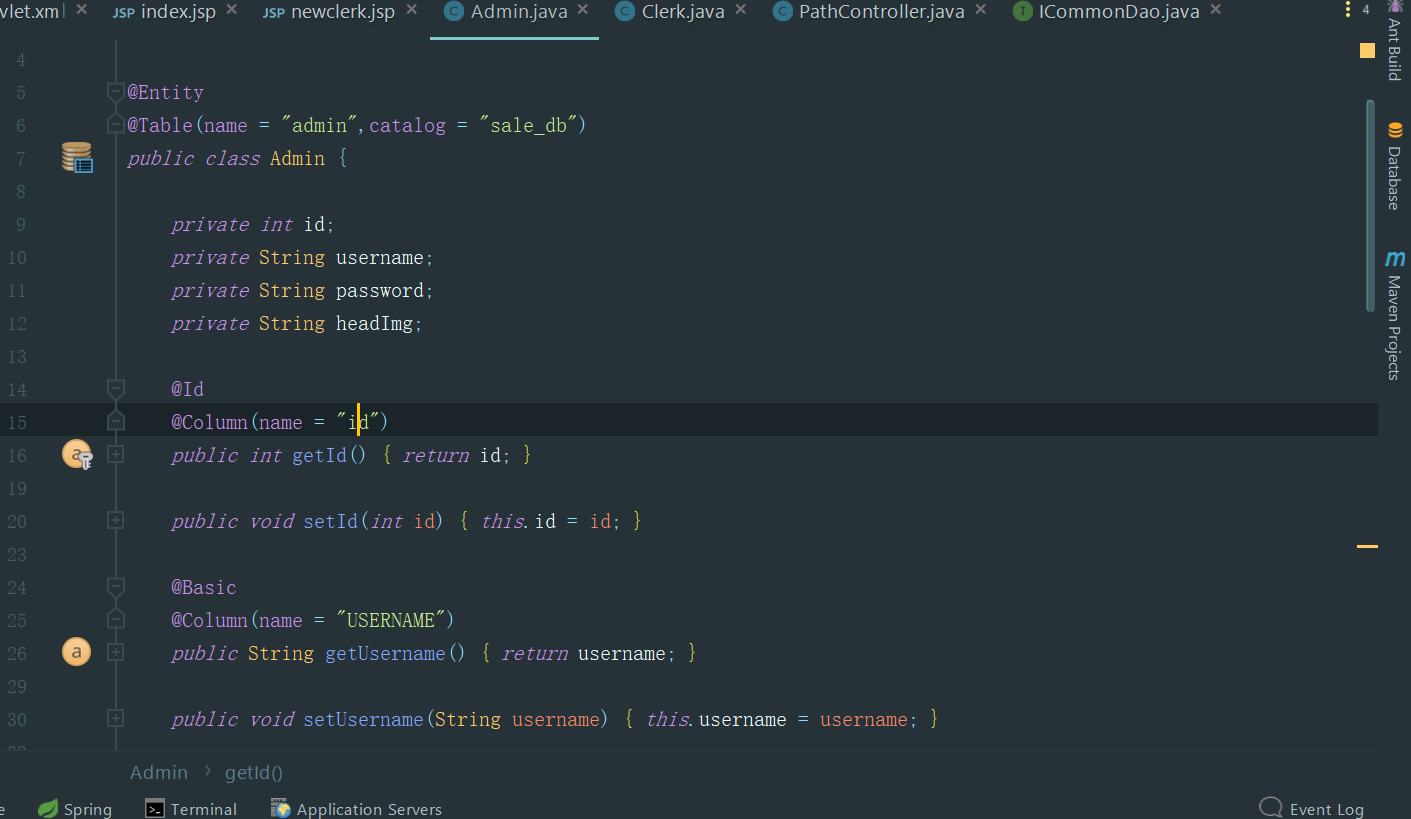 vlet.xml JSP index.jsp JSP newclerk.jsp C Admin.java C Clerk.java C PathController.java I ICommonDao.java 4
4
5 @Entity
6 @Table(name = "admin",catalog = "sale_db")
7 public class Admin {
8
9 private int id;
10 private String username;
11 private String password;
12 private String headImg;
13
14 @Id
15 @Column(name = "id")
16 a public int getId() { return id; }
19
20 public void setId(int id) { this.id = id; }
23
24 @Basic
25 @Column(name = "USERNAME")
26 a public String getUsername() { return username; }
29
30 public void setUsername(String username) { this.username = username; }
Ant Build
Database
m Maven Projects
Admin › getId()
e Spring Terminal Application Servers Event Log